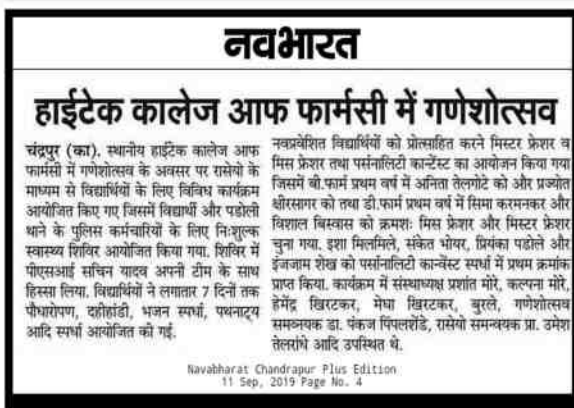 नवभारत
हाईटेक कालेज आफ फार्मसी में गणेशोत्सव
चंद्रपुर (का). स्थानीय हाईटेक कालेज आफ
फार्मसी में गणेशोत्सव के अवसर पर रासेयो के
माध्यम से विद्यार्थियों के लिए विविध कार्यक्रम
आयोजित किए गए जिसमें विद्यार्थी और पडोली
थाने के पुलिस कर्मचारियों के लिए निःशुल्क
स्वास्थ्य शिविर आयोजित किया गया. शिविर में
पीएसआई सचिन यादव अपनी टीम के साथ
हिस्सा लिया. विद्यार्थियों ने लगातार 7 दिनों तक
पौधारोपण, दहीहांडी, भजन स्पर्धा, पथनाट्य
आदि स्पर्धा आयोजित की गई.
नवप्रवेशित विद्यार्थियों को प्रोत्साहित करने मिस्टर फ्रेशर व
मिस फ्रेशर तथा पर्सनालिटी कान्टेंस्ट का आयोजन किया गया
जिसमें बी.फार्म प्रथम वर्ष में अनिता तेलगोटे को और प्रज्योत
क्षीरसागर को तथा डी.फार्म प्रथम वर्ष में सिमा करमनकर और
विशाल बिस्वास को क्रमशः मिस फ्रेशर और मिस्टर फ्रेशर
चुना गया. इशा मिलमिले, संकेत भोयर, प्रियंका पडोले और
इंजजाम शेख को पर्सोनालिटी कान्वेंस्ट स्पर्धा में प्रथम क्रमांक
प्राप्त किया. कार्यक्रम में संस्थाध्यक्ष प्रशांत मोरे, कल्पना मोरे,
हेमेंद्र खिरटकर, मेघा खिरटकर, बुरले, गणेशोत्सव
समन्वयक डा. पंकज पिंपलशेंडे, रासेयो समन्वयक प्रा. उमेश
तेलरांधे आदि उपस्थित थे.
Navabharat Chandrapur Plus Edition
11 Sep, 2019 Page No. 4